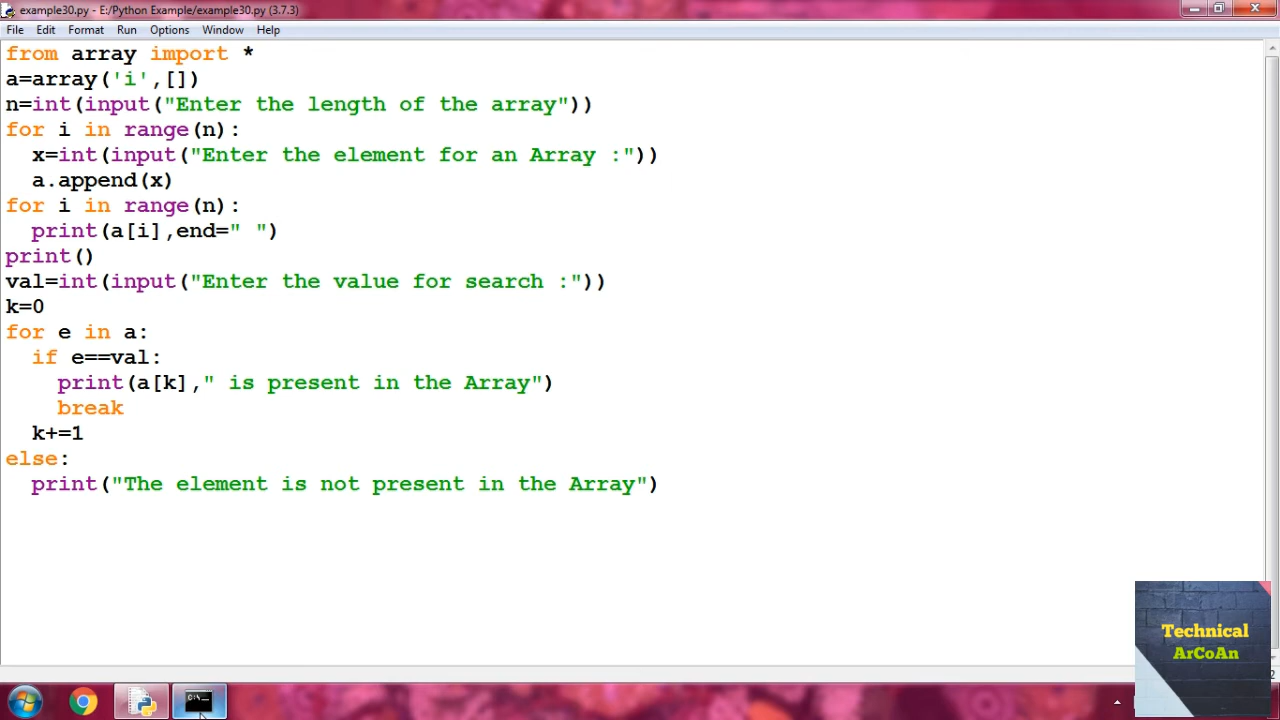 example30.py - E:/Python Example/example30.py (3.7.3)
File Edit Format Run Options Window Help
from array import *
a=array('i',[])
n=int(input("Enter the length of the array"))
for i in range(n):
  x=int(input("Enter the element for an Array :"))
  a.append(x)
for i in range(n):
  print(a[i],end=" ")
print()
val=int(input("Enter the value for search :"))
k=0
for e in a:
  if e==val:
    print(a[k]," is present in the Array")
    break
  k+=1
else:
  print("The element is not present in the Array")
Technical
ArCoAn
C:\_